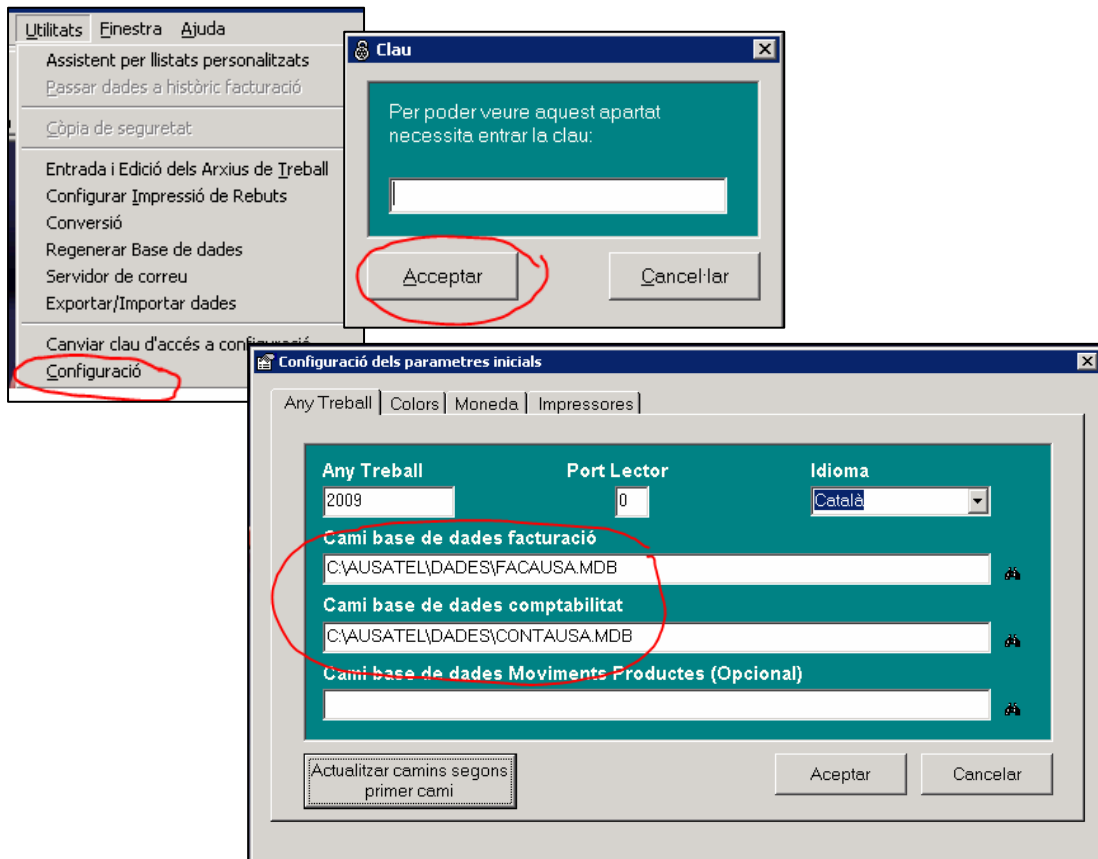 Utilitats Finestra Ajuda
Assistent per llistats personalitzats
Passar dades a històric facturació
Còpia de seguretat
Entrada i Edició dels Arxius de Treball
Configurar Impressió de Rebuts
Conversió
Regenerar Base de dades
Servidor de correu
Exportar/Importar dades
Canviar clau d'accés a configuració
Configuració
Clau
Per poder veure aquest apartat
necessita entrar la clau:
Acceptar Cancel·lar
Configuració dels parametres inicials
Any Treball Colors Moneda Impressores
Any Treball Port Lector Idioma
2009 0 Català
Cami base de dades facturació
C:\AUSATEL\DADES\FACAUSA.MDB
Cami base de dades comptabilitat
C:\AUSATEL\DADES\CONTAUSA.MDB
Cami base de dades Moviments Productes (Opcional)
Actualitzar camins segons
primer cami
Aceptar Cancelar